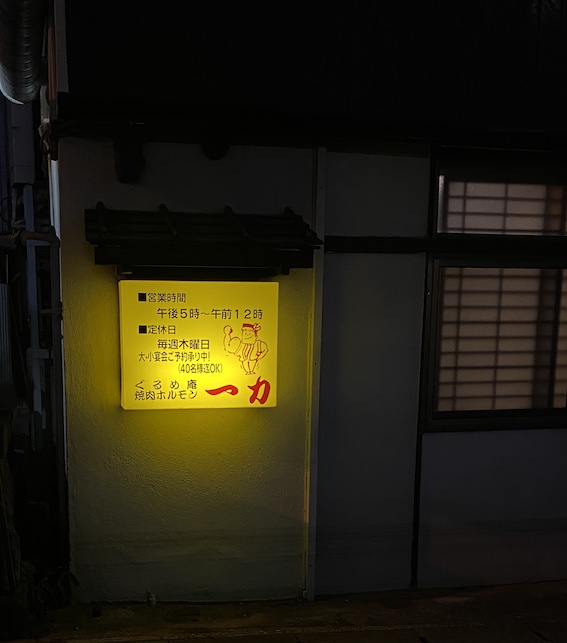 ■営業時間
午後5時～午前12時
■定休日
毎週木曜日
大・小宴会ご予約承り中!
(40名様迄OK)
ぐるめ庵
焼肉ホルモン 一力